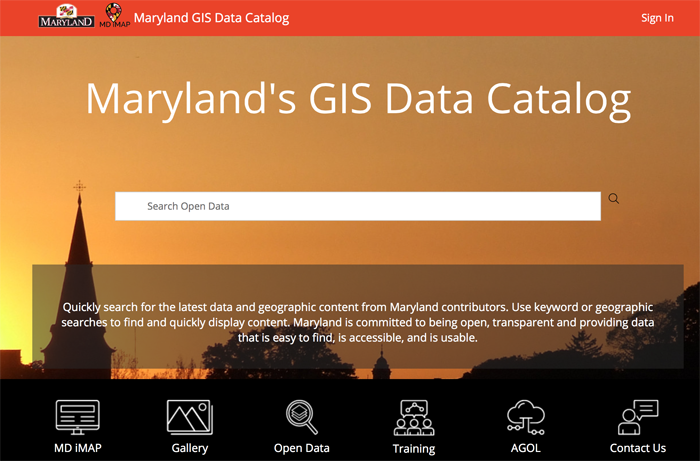 MARYLAND
MD iMAP
Maryland GIS Data Catalog
Sign In
Maryland's GIS Data Catalog
Search Open Data
Quickly search for the latest data and geographic content from Maryland contributors. Use keyword or geographic
searches to find and quickly display content. Maryland is committed to being open, transparent and providing data
that is easy to find, is accessible, and is usable.
MD iMAP
Gallery
Open Data
Training
AGOL
Contact Us